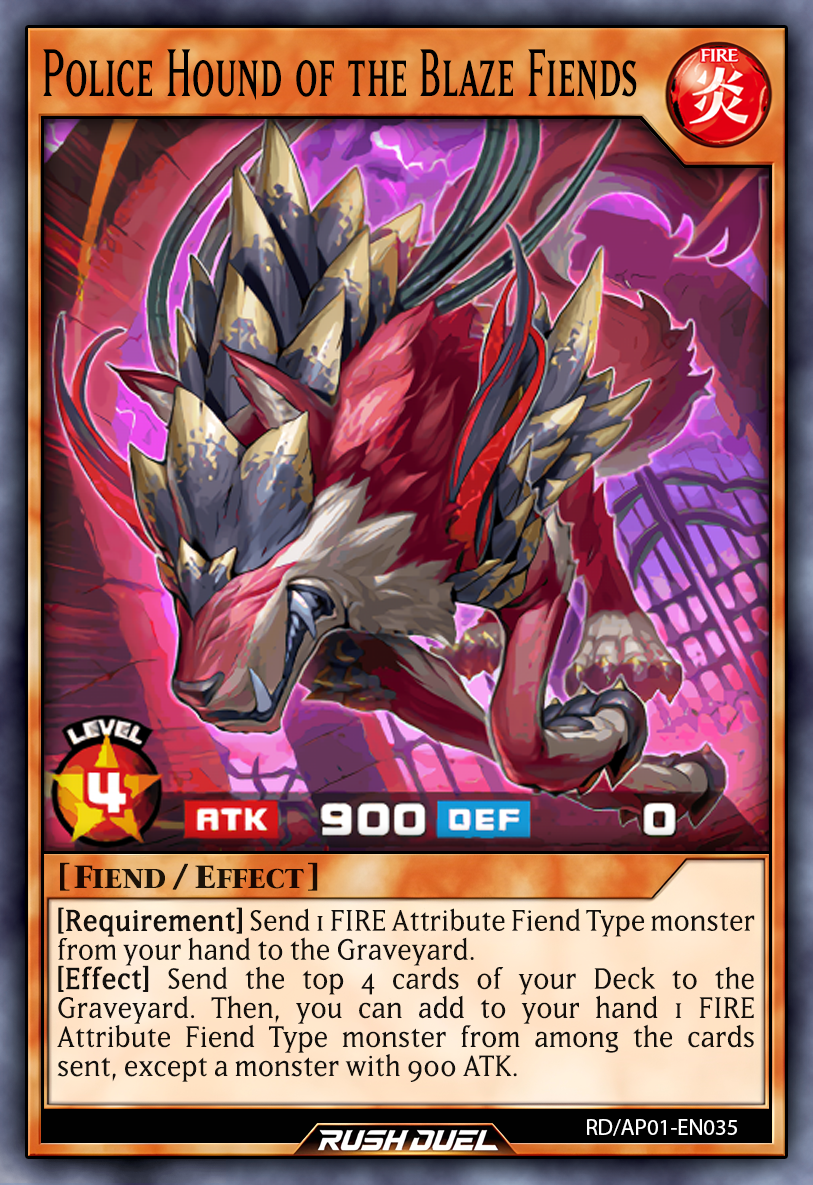 Police Hound of the Blaze Fiends
FIRE
炎
LEVEL
4
ATK 900 DEF 0
[Fiend / Effect]
[Requirement] Send 1 FIRE Attribute Fiend Type monster
from your hand to the Graveyard.
[Effect] Send the top 4 cards of your Deck to the
Graveyard. Then, you can add to your hand 1 FIRE
Attribute Fiend Type monster from among the cards
sent, except a monster with 900 ATK.
RD/AP01-EN035
RUSH DUEL